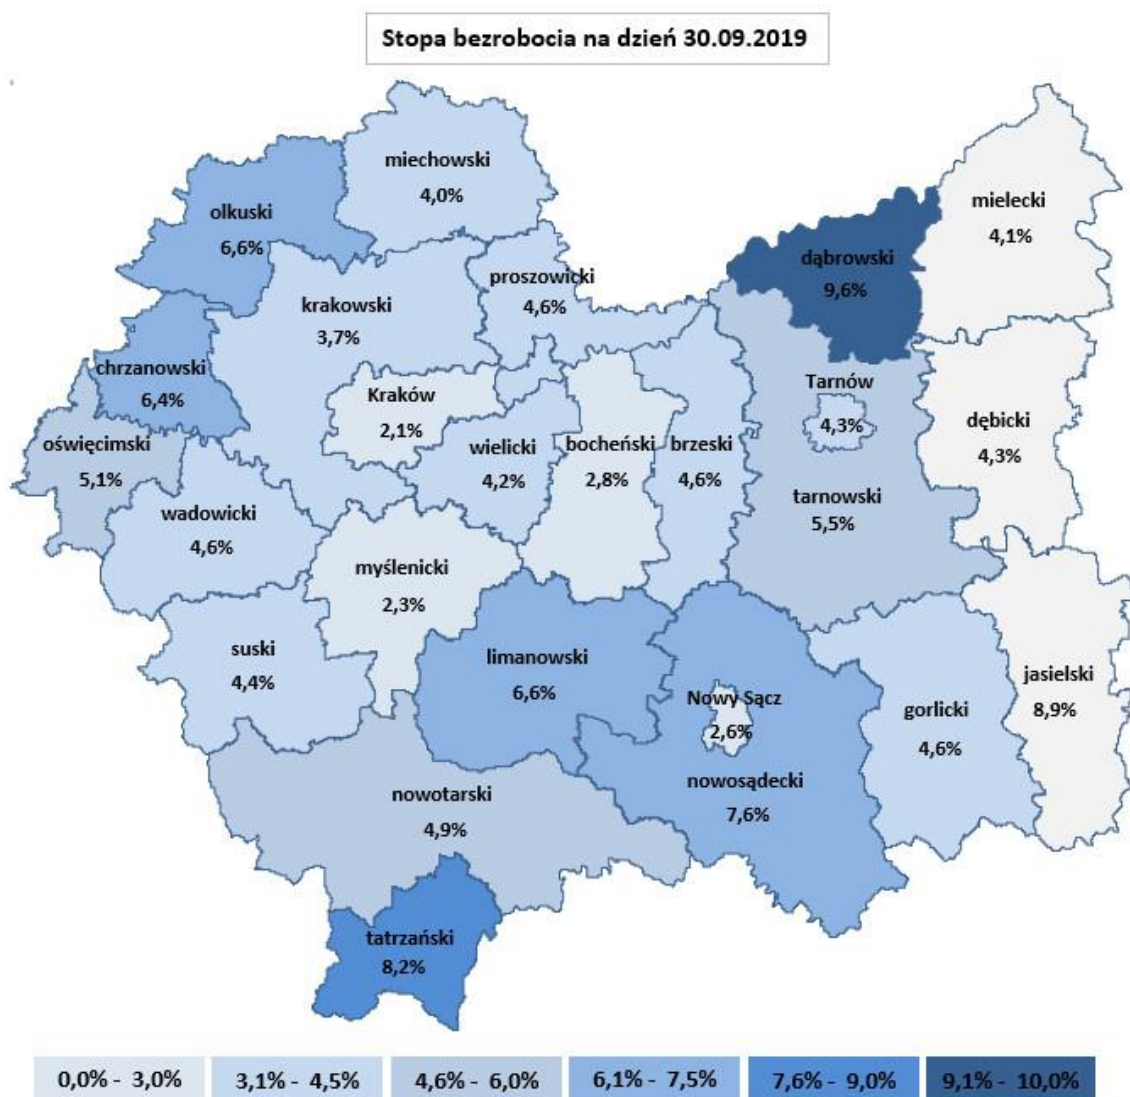 Stopa bezrobocia na dzień 30.09.2019
miechowski
4,0%
olkuski
6,6%
mielecki
4,1%
dąbrowski
9,6%
proszowicki
4,6%
krakowski
3,7%
chrzanowski
6,4%
Kraków
2,1%
Tarnów
4,3%
dębicki
4,3%
oświęcimski
5,1%
wielicki
4,2%
bocheński
2,8%
brzeski
4,6%
tarnowski
5,5%
wadowicki
4,6%
myślenicki
2,3%
suski
4,4%
limanowski
6,6%
jasielski
8,9%
Nowy Sącz
2,6%
gorlicki
4,6%
nowosądecki
7,6%
nowotarski
4,9%
tatrzański
8,2%
0,0% - 3,0%
3,1% - 4,5%
4,6% - 6,0%
6,1% - 7,5%
7,6% - 9,0%
9,1% - 10,0%